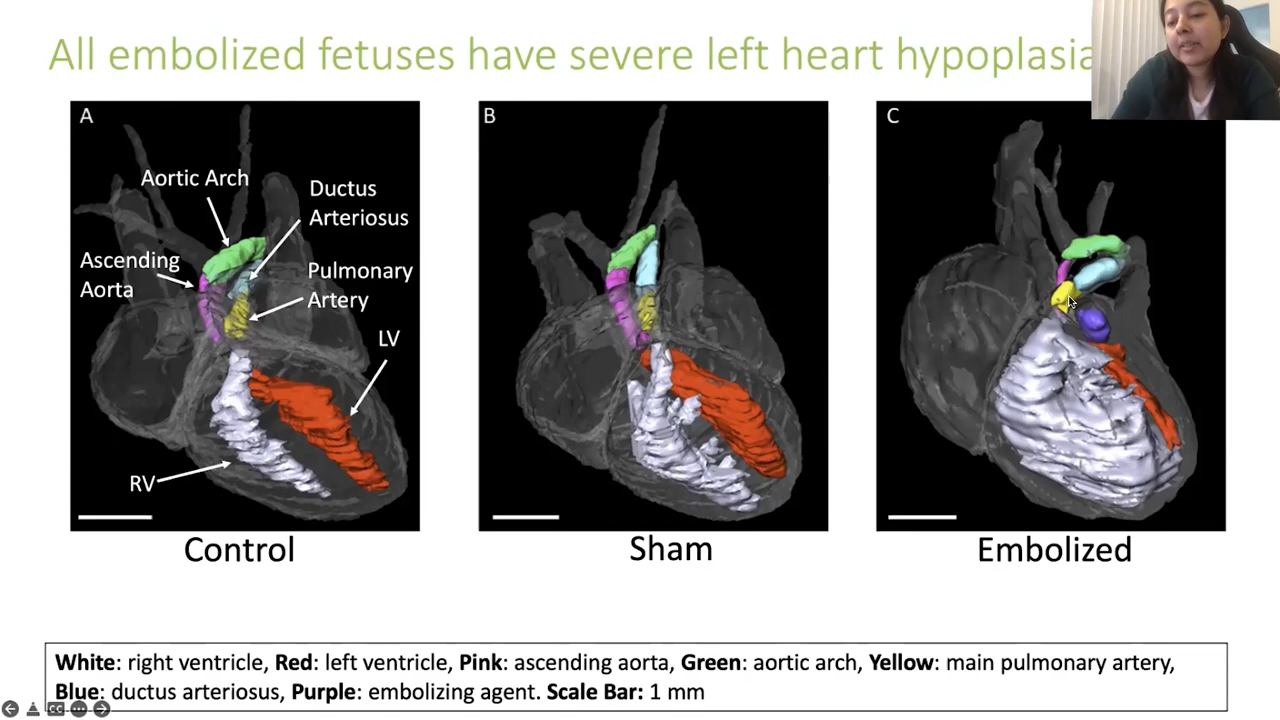 All embolized fetuses have severe left heart hypoplasia
A
Aortic Arch
Ductus
Arteriosus
Ascending
Aorta
Pulmonary
Artery
LV
RV
B
C
Control
Sham
Embolized
White: right ventricle, Red: left ventricle, Pink: ascending aorta, Green: aortic arch, Yellow: main pulmonary artery,
Blue: ductus arteriosus, Purple: embolizing agent. Scale Bar: 1 mm
CC